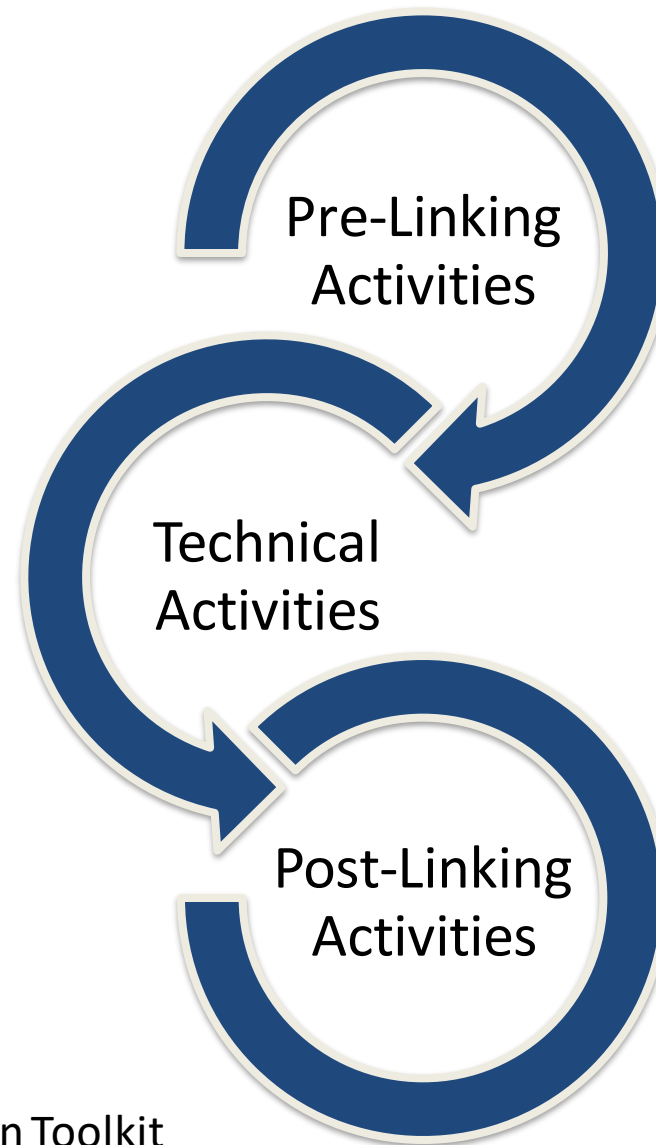 Pre-Linking
Activities
Technical
Activities
Post-Linking
Activities
n Toolkit